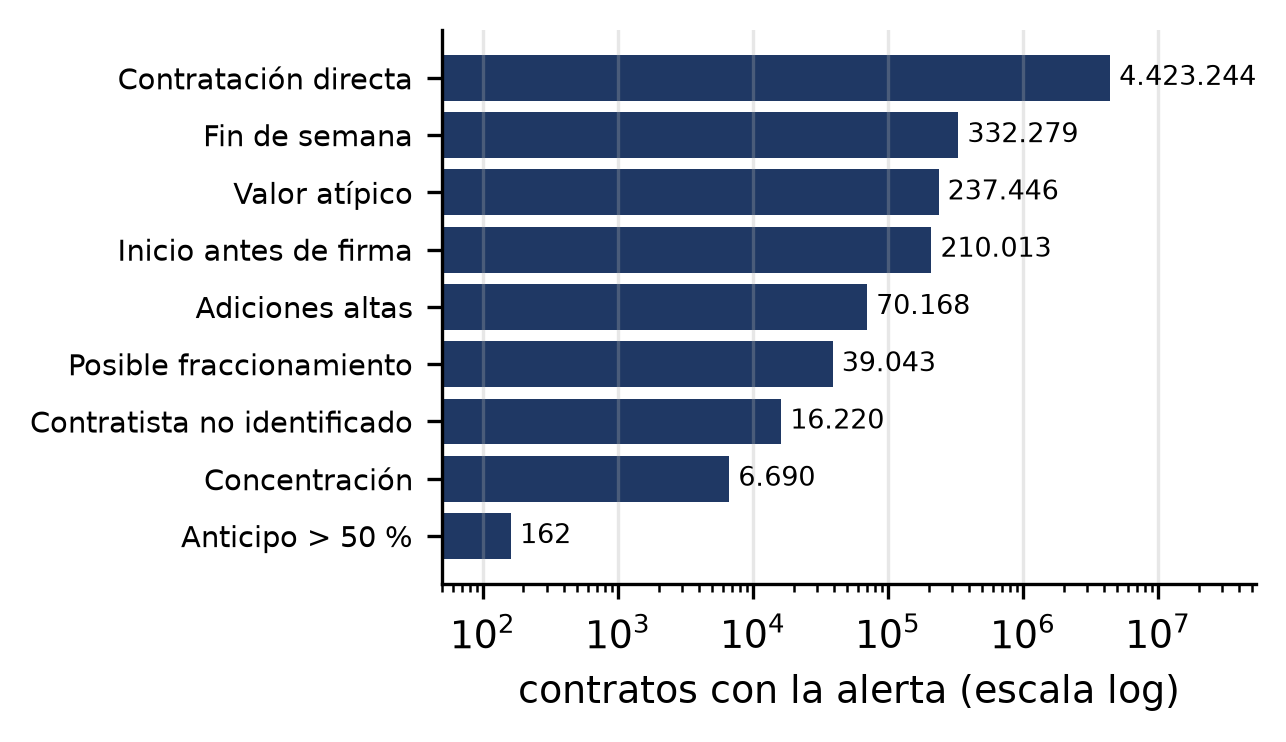 Contratación directa 4.423.244
Fin de semana 332.279
Valor atípico 237.446
Inicio antes de firma 210.013
Adiciones altas 70.168
Posible fraccionamiento 39.043
Contratista no identificado 16.220
Concentración 6.690
Anticipo > 50 % 162
10² 10³ 10⁴ 10⁵ 10⁶ 10⁷
contratos con la alerta (escala log)